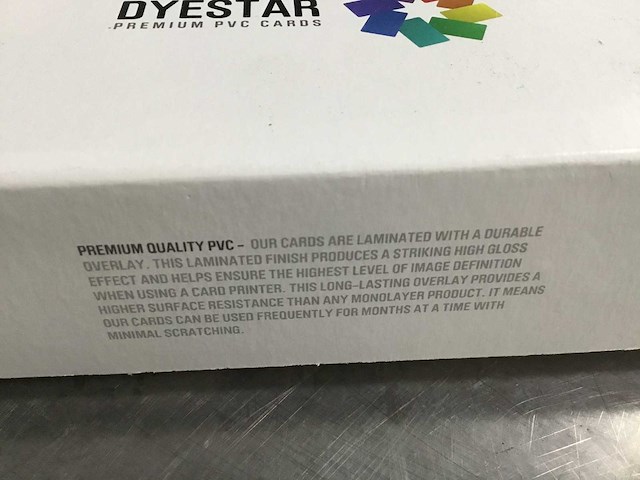 DYESTAR
PREMIUM PVC CARDS
PREMIUM QUALITY PVC - OUR CARDS ARE LAMINATED WITH A DURABLE
OVERLAY. THIS LAMINATED FINISH PRODUCES A STRIKING HIGH GLOSS
EFFECT AND HELPS ENSURE THE HIGHEST LEVEL OF IMAGE DEFINITION
WHEN USING A CARD PRINTER. THIS LONG-LASTING OVERLAY PROVIDES A
HIGHER SURFACE RESISTANCE THAN ANY MONOLAYER PRODUCT. IT MEANS
OUR CARDS CAN BE USED FREQUENTLY FOR MONTHS AT A TIME WITH
MINIMAL SCRATCHING.